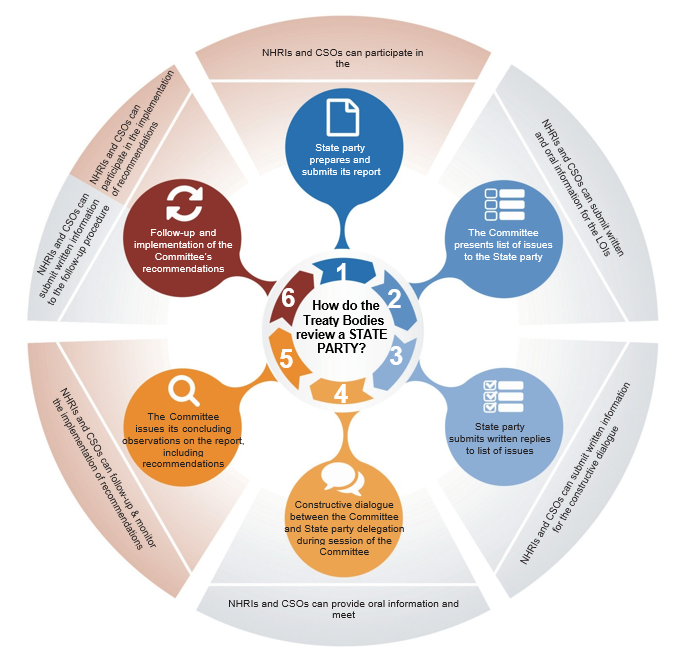 NHRIs and CSOs can participate in
the
State party
prepares and
submits its report
1
NHRIs and CSOs can submit written
and oral information for the LOIs
The Committee
presents list of issues
to the State party
2
NHRIs and CSOs can submit written information
for the constructive dialogue
State party
submits written replies
to list of issues
3
NHRIs and CSOs can provide oral information and
meet
Constructive dialogue
between the Committee
and State party delegation
during session of the
Committee
4
NHRIs and CSOs can follow-up & monitor
the implementation of recommendations
The Committee
issues its concluding
observations on the report,
including
recommendations
5
NHRIs and CSOs can
submit written information
to the follow-up procedure
NHRIs and CSOs can
participate in the implementation
of recommendations
Follow-up and
implementation of the
Committee's
recommendations
6
How do the
Treaty Bodies
review a STATE
PARTY?